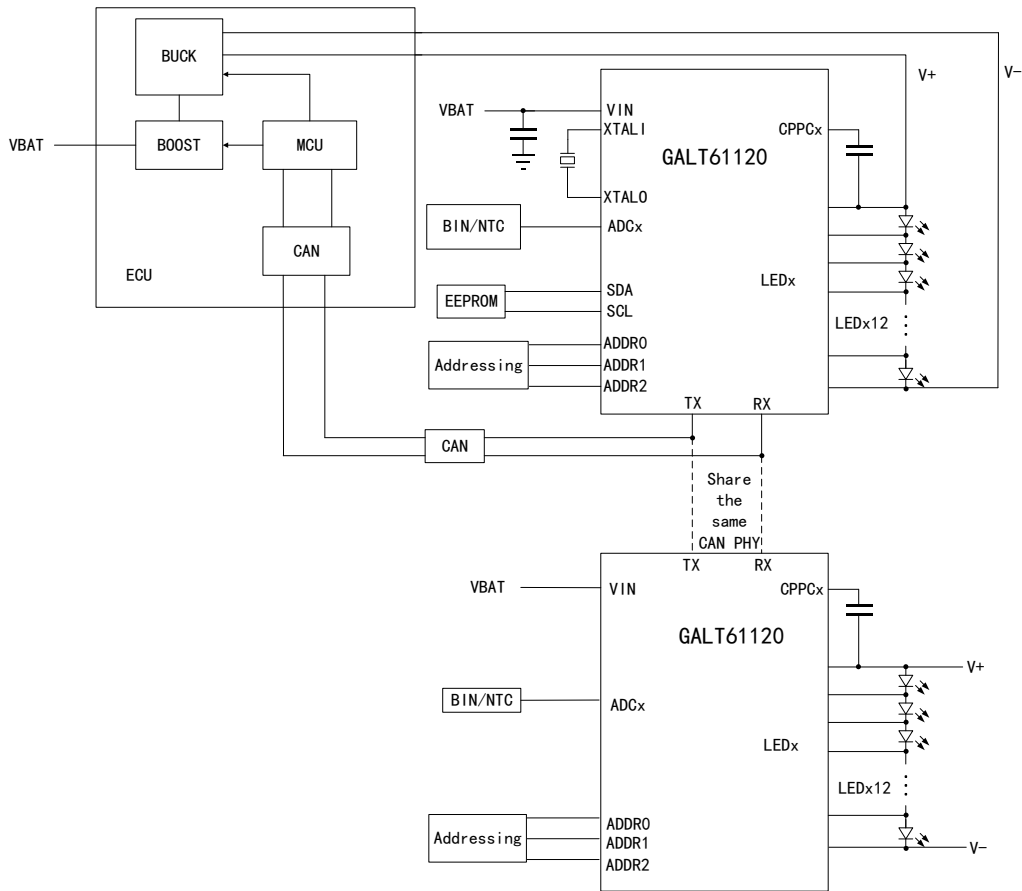 BUCK
V+
V-
VBAT
VIN
XTALI
CPPCx
VBAT
BOOST
MCU
GALT61120
XTALO
BIN/NTC
ADCx
CAN
ECU
LEDx
EEPROM
SDA
SCL
LEDx12
ADDR0
Addressing
ADDR1
ADDR2
TX
RX
CAN
Share
the
same
CAN PHY
TX
RX
VBAT
VIN
CPPCx
GALT61120
V+
BIN/NTC
ADCx
LEDx
LEDx12
ADDR0
Addressing
ADDR1
ADDR2
V-